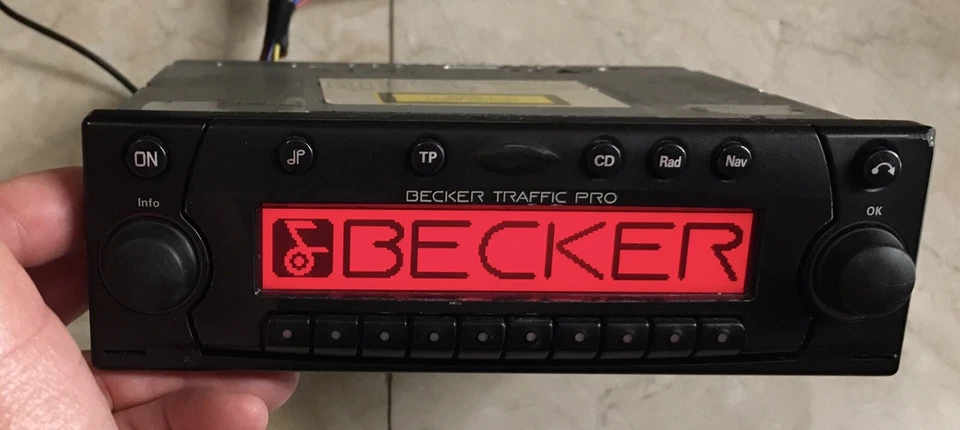 ON
TP
CD
Rad
Nav
Info
BECKER TRAFFIC PRO
OK
BECKER